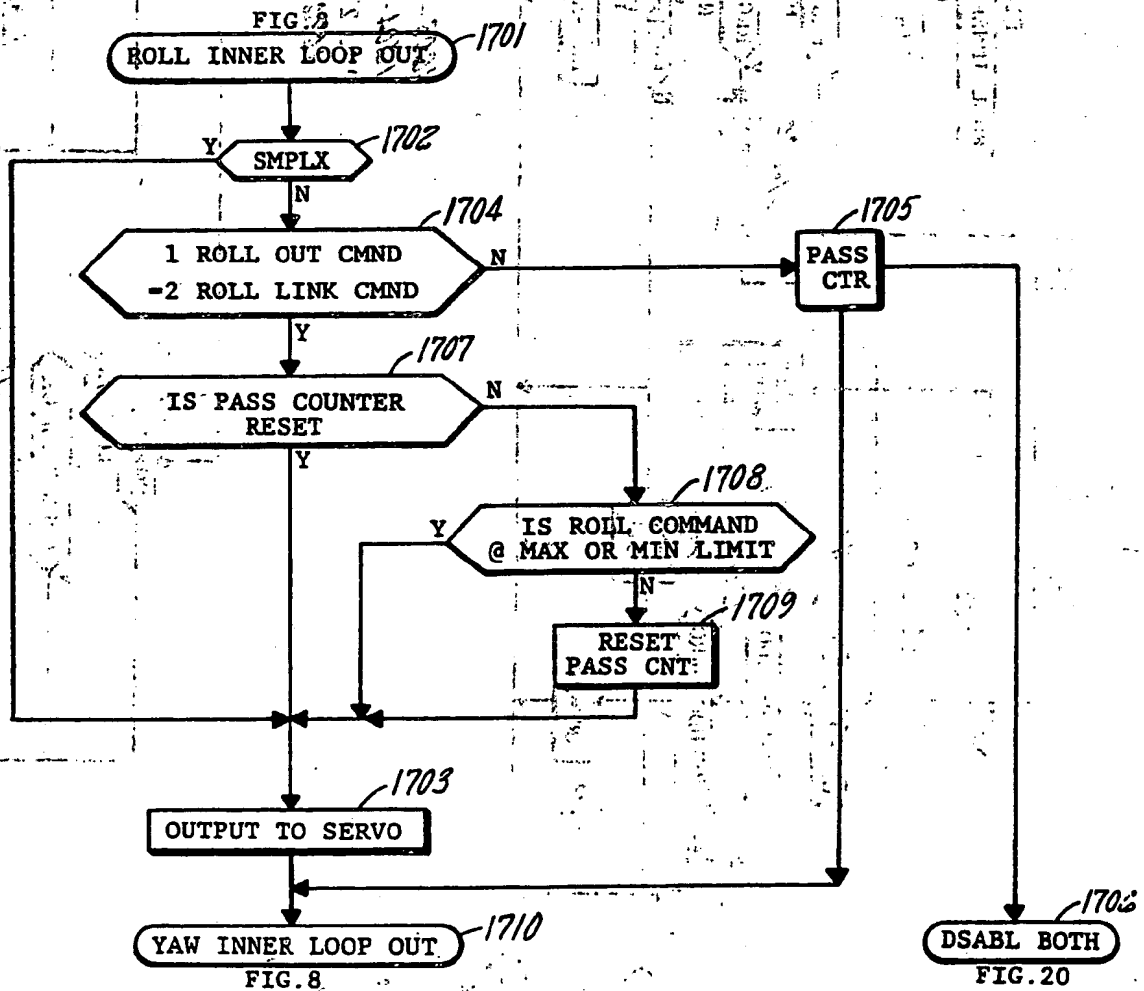 FIG. 8
ROLL INNER LOOP OUT
1701
1702
Y
SMPLX
N
1704
1 ROLL OUT CMND
=2 ROLL LINK CMND
N
Y
1705
PASS
CTR
1707
IS PASS COUNTER
RESET
N
Y
1708
IS ROLL COMMAND
@ MAX OR MIN LIMIT
Y
N
1709
RESET
PASS CNT
1703
OUTPUT TO SERVO
YAW INNER LOOP OUT
1710
FIG.8
1706
DSABL BOTH
FIG.20